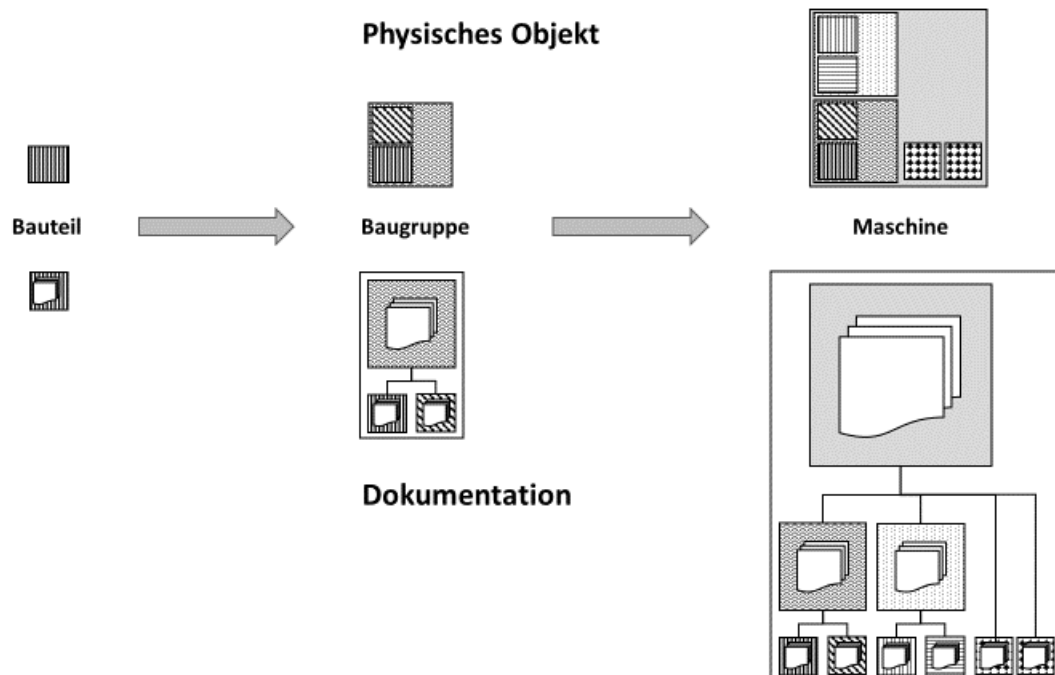 Physisches Objekt
Bauteil
Baugruppe
Maschine
Dokumentation